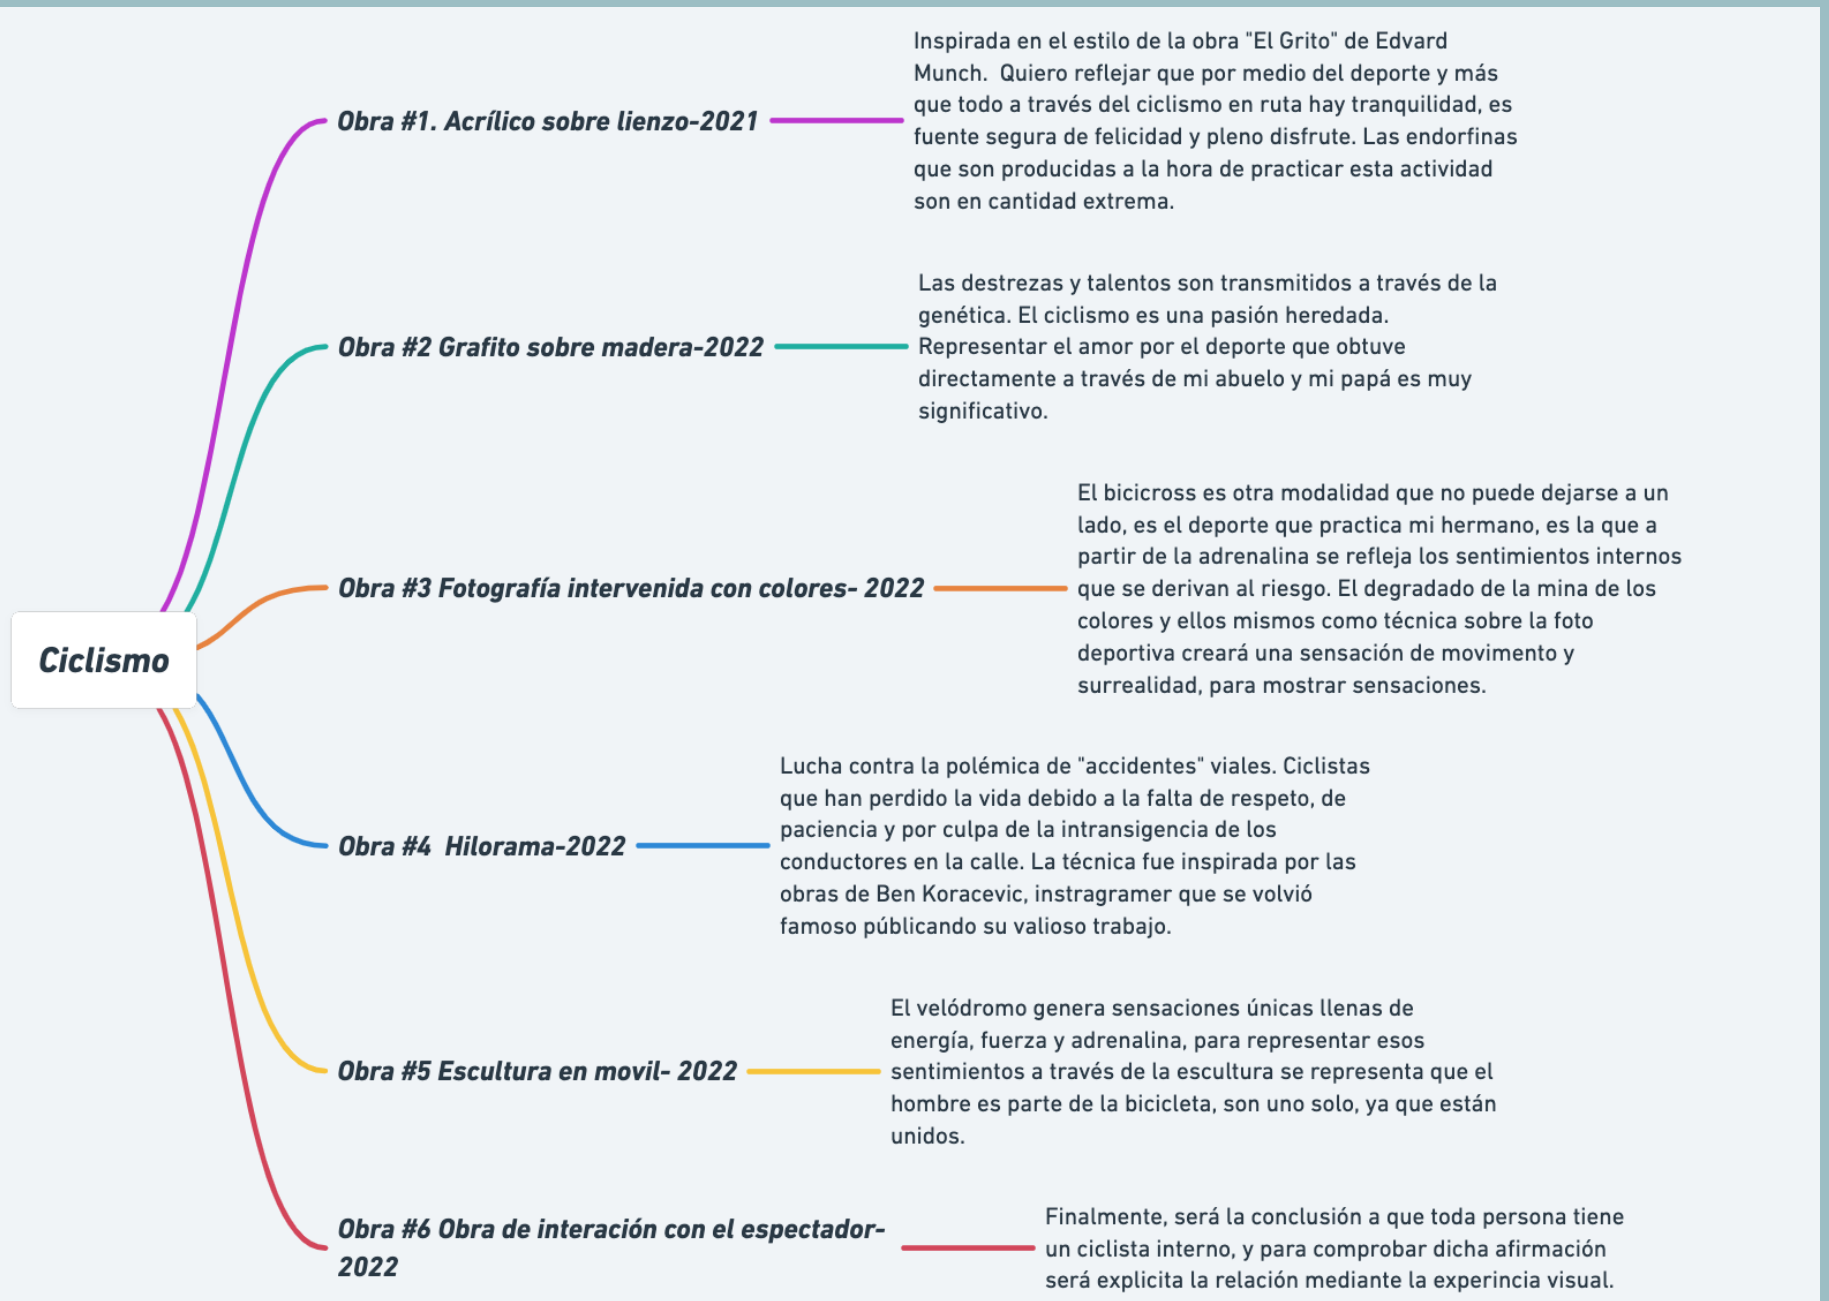 Obra #1. Acrílico sobre lienzo-2021
Inspirada en el estilo de la obra "El Grito" de Edvard
Munch.  Quiero reflejar que por medio del deporte y más
que todo a través del ciclismo en ruta hay tranquilidad, es
fuente segura de felicidad y pleno disfrute. Las endorfinas
que son producidas a la hora de practicar esta actividad
son en cantidad extrema.
Obra #2 Grafito sobre madera-2022
Las destrezas y talentos son transmitidos a través de la
genética. El ciclismo es una pasión heredada.
Representar el amor por el deporte que obtuve
directamente a través de mi abuelo y mi papá es muy
significativo.
Obra #3 Fotografía intervenida con colores- 2022
El bicicross es otra modalidad que no puede dejarse a un
lado, es el deporte que practica mi hermano, es la que a
partir de la adrenalina se refleja los sentimientos internos
que se derivan al riesgo. El degradado de la mina de los
colores y ellos mismos como técnica sobre la foto
deportiva creará una sensación de movimento y
surrealidad, para mostrar sensaciones.
Ciclismo
Obra #4  Hilorama-2022
Lucha contra la polémica de "accidentes" viales. Ciclistas
que han perdido la vida debido a la falta de respeto, de
paciencia y por culpa de la intransigencia de los
conductores en la calle. La técnica fue inspirada por las
obras de Ben Koracevic, instragramer que se volvió
famoso públicando su valioso trabajo.
Obra #5 Escultura en movil- 2022
El velódromo genera sensaciones únicas llenas de
energía, fuerza y adrenalina, para representar esos
sentimientos a través de la escultura se representa que el
hombre es parte de la bicicleta, son uno solo, ya que están
unidos.
Obra #6 Obra de interación con el espectador-
2022
Finalmente, será la conclusión a que toda persona tiene
un ciclista interno, y para comprobar dicha afirmación
será explicita la relación mediante la experincia visual.